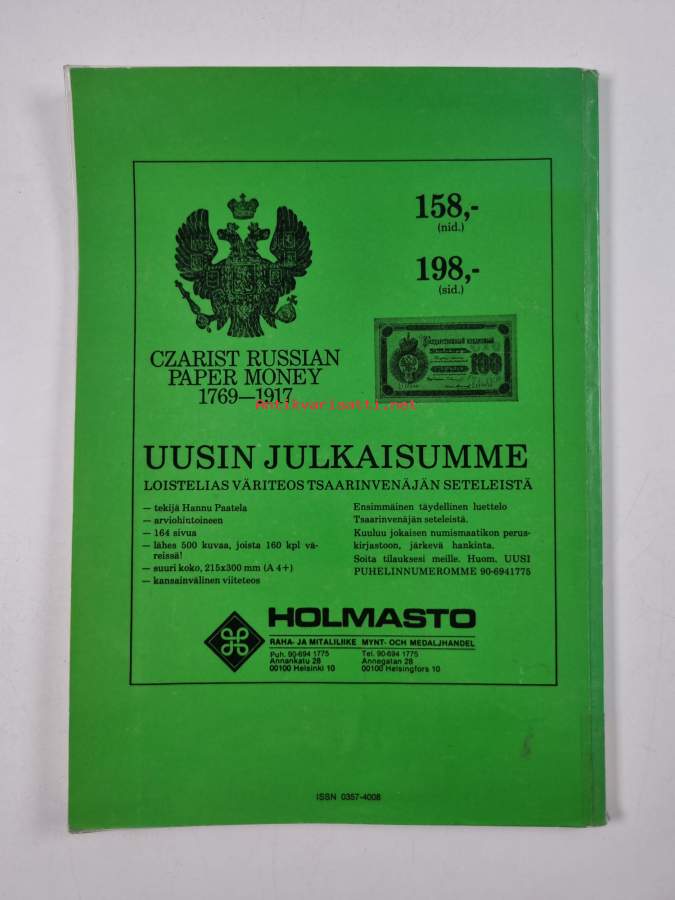 158,-
(nid.)
198,-
(sid.)
CZARIST RUSSIAN
PAPER MONEY
1769—1917
100
Antikvariaatti.net
UUSIN JULKAISUMME
LOISTELIAS VÄRITEOS TSAARINVENÄJÄN SETELEISTÄ
— tekijä Hannu Paatela
— arviohintoineen
— 164 sivua
— lähes 500 kuvaa, joista 160 kpl vä-
reissä!
— suuri koko, 215x300 mm (A 4+)
— kansainvälinen viiteteos
Ensimmäinen täydellinen luettelo
Tsaarinvenäjän seteleistä.
Kuuluu jokaisen numismaatikon perus-
kirjastoon, järkevä hankinta.
Soita tilauksesi meille. Huom. UUSI
PUHELINNUMEROMME 90-6941775
HOLMASTO
RAHA- JA MITALILIIKE MYNT- OCH MEDALJHANDEL
Puh. 90-694 1775
Annankatu 28
00100 Helsinki 10
Tel. 90-694 1775
Annegatan 28
00100 Helsingfors 10
ISSN 0357-4008